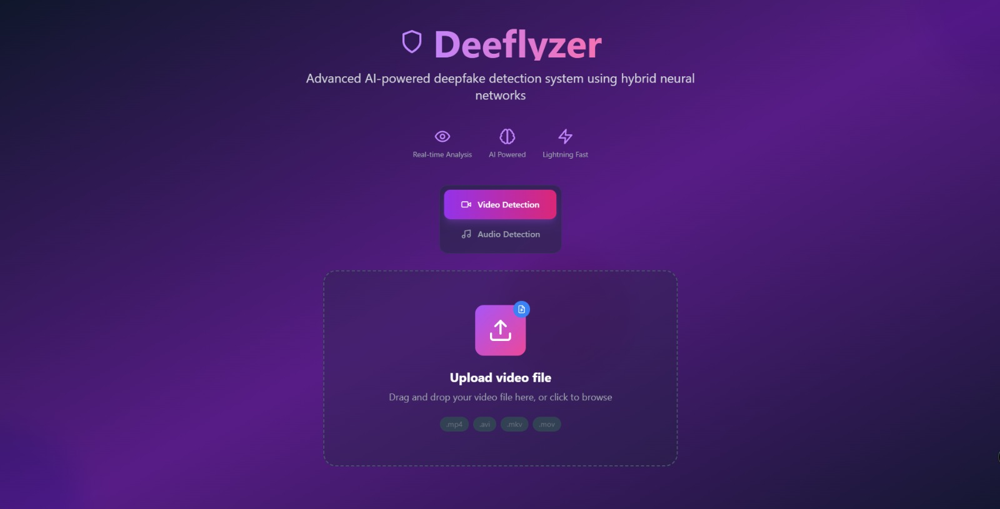 Deeflyzer
Advanced AI-powered deepfake detection system using hybrid neural
networks
Real-time Analysis
AI Powered
Lightning Fast
Video Detection
Audio Detection
Upload video file
Drag and drop your video file here, or click to browse
.mp4 .avi .mkv .mov